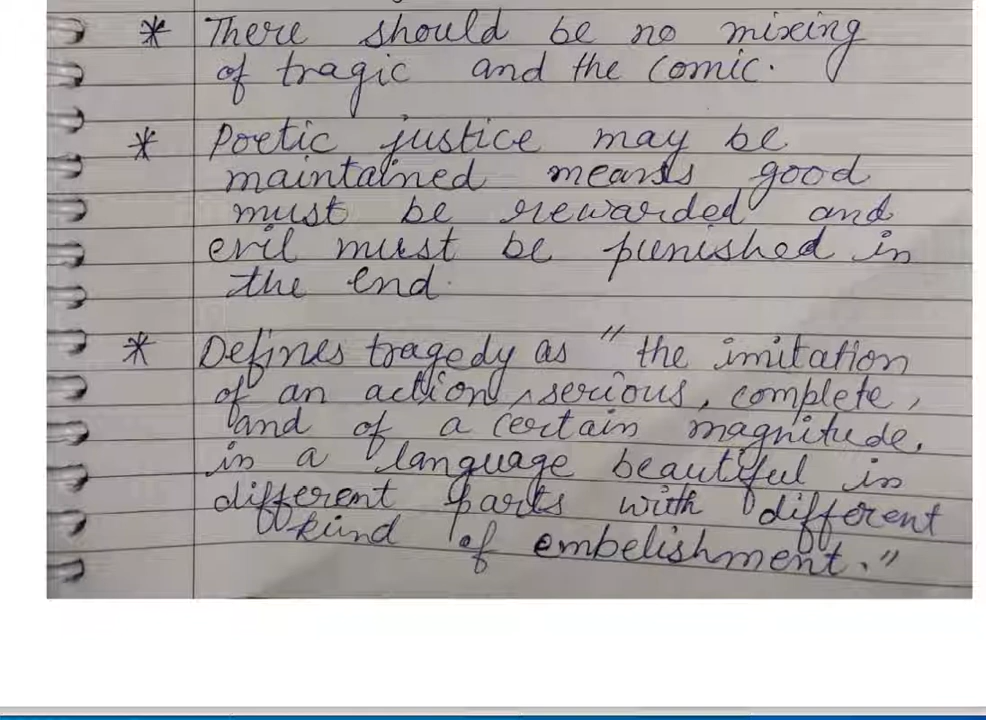 * There should be no mixing
of tragic and the comic.
* Poetic justice may be
maintained means good
must be rewarded and
evil must be punished in
the end.
* Defines tragedy as "the imitation
of an action, serious, complete,
and of a certain magnitude,
in a language beautiful in
different parts with different
kind of embelishment."